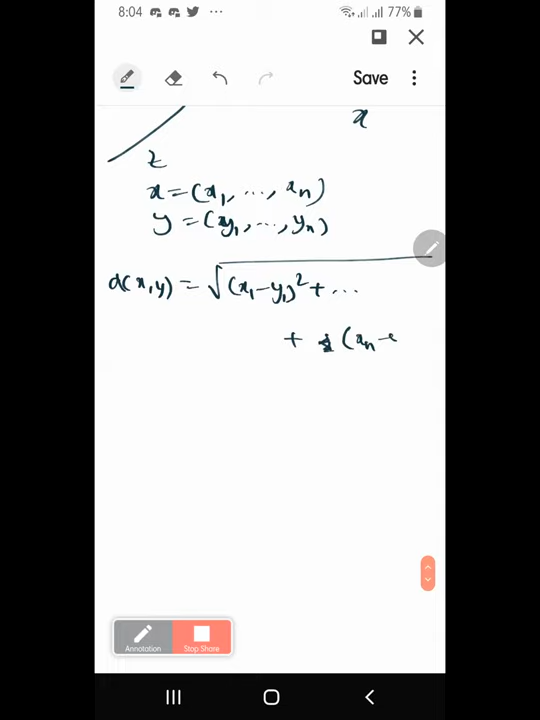 8:04 77%
Save
x
z
x = (x₁, ..., xₙ)
y = (y₁, ..., yₙ)
d(x,y) = √(x₁-y₁)² + ...
+ (xₙ -
Annotation Stop Share